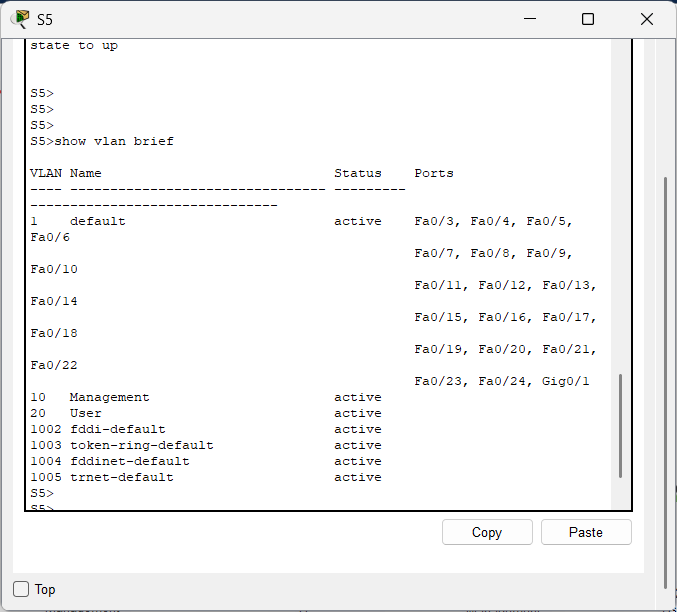 S5
state to up
S5>
S5>
S5>
S5>show vlan brief
VLAN Name                             Status    Ports
---- -------------------------------- ---------
-------------------------------
1    default                          active    Fa0/3, Fa0/4, Fa0/5,
Fa0/6
                                                Fa0/7, Fa0/8, Fa0/9,
Fa0/10
                                                Fa0/11, Fa0/12, Fa0/13,
Fa0/14
                                                Fa0/15, Fa0/16, Fa0/17,
Fa0/18
                                                Fa0/19, Fa0/20, Fa0/21,
Fa0/22
                                                Fa0/23, Fa0/24, Gig0/1
10   Management                       active
20   User                             active
1002 fddi-default                     active
1003 token-ring-default               active
1004 fddinet-default                  active
1005 trnet-default                    active
S5>
S5>
Copy Paste
Top